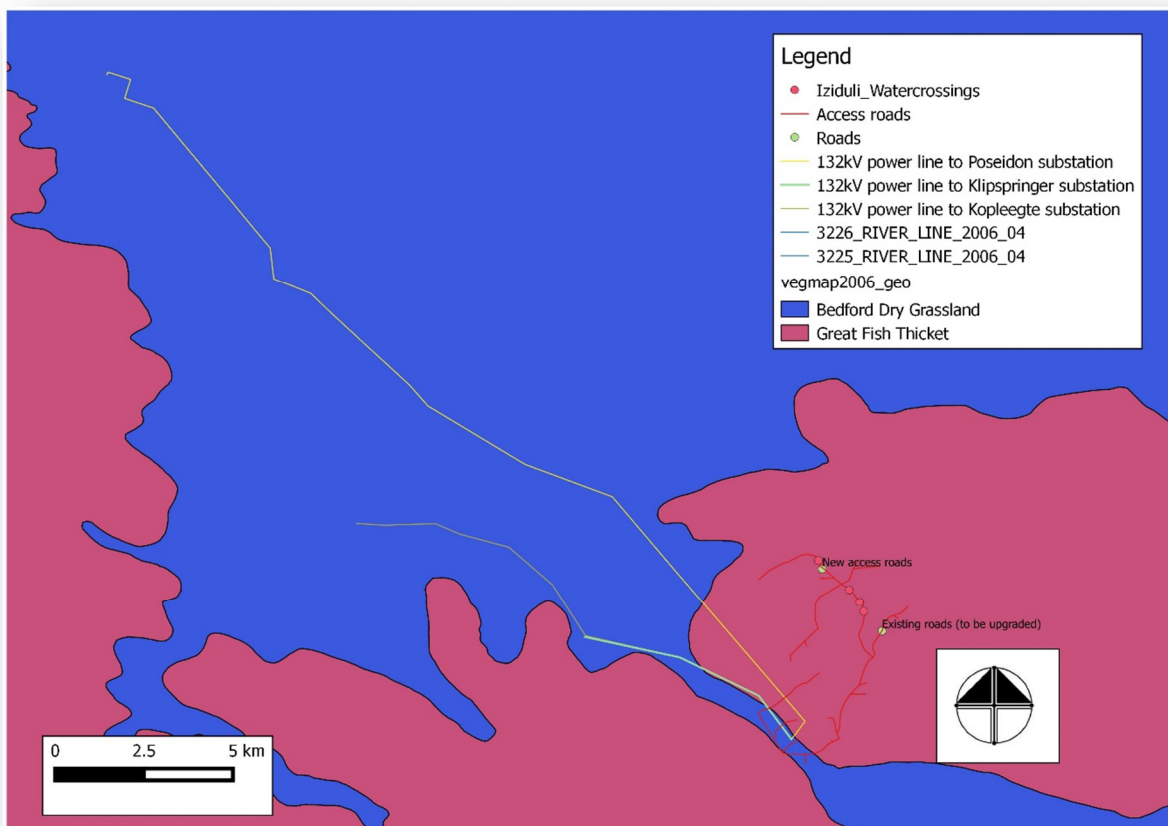 Legend
Iziduli_Watercrossings
Access roads
Roads
132kV power line to Poseidon substation
132kV power line to Klipspringer substation
132kV power line to Kopleegte substation
3226_RIVER_LINE_2006_04
3225_RIVER_LINE_2006_04
vegmap2006_geo
Bedford Dry Grassland
Great Fish Thicket
New access roads
Existing roads (to be upgraded)
0 2.5 5 km